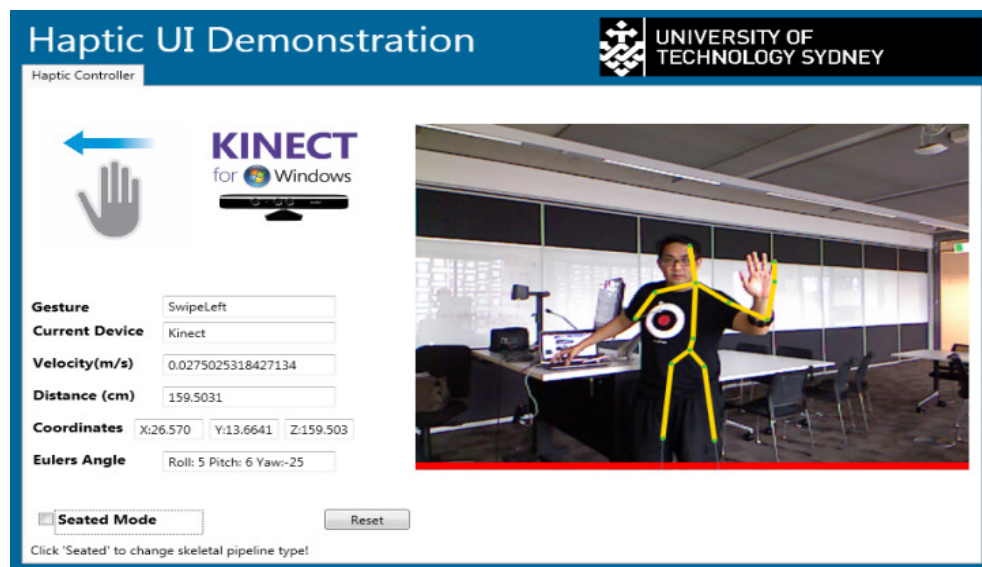 Haptic UI Demonstration
UNIVERSITY OF
TECHNOLOGY SYDNEY
Haptic Controller
KINECT
for Windows
Gesture SwipeLeft
Current Device Kinect
Velocity(m/s) 0.0275025318427134
Distance (cm) 159.5031
Coordinates X:26.570 Y:13.6641 Z:159.503
Eulers Angle Roll: 5 Pitch: 6 Yaw:-25
Seated Mode Reset
Click 'Seated' to change skeletal pipeline type!